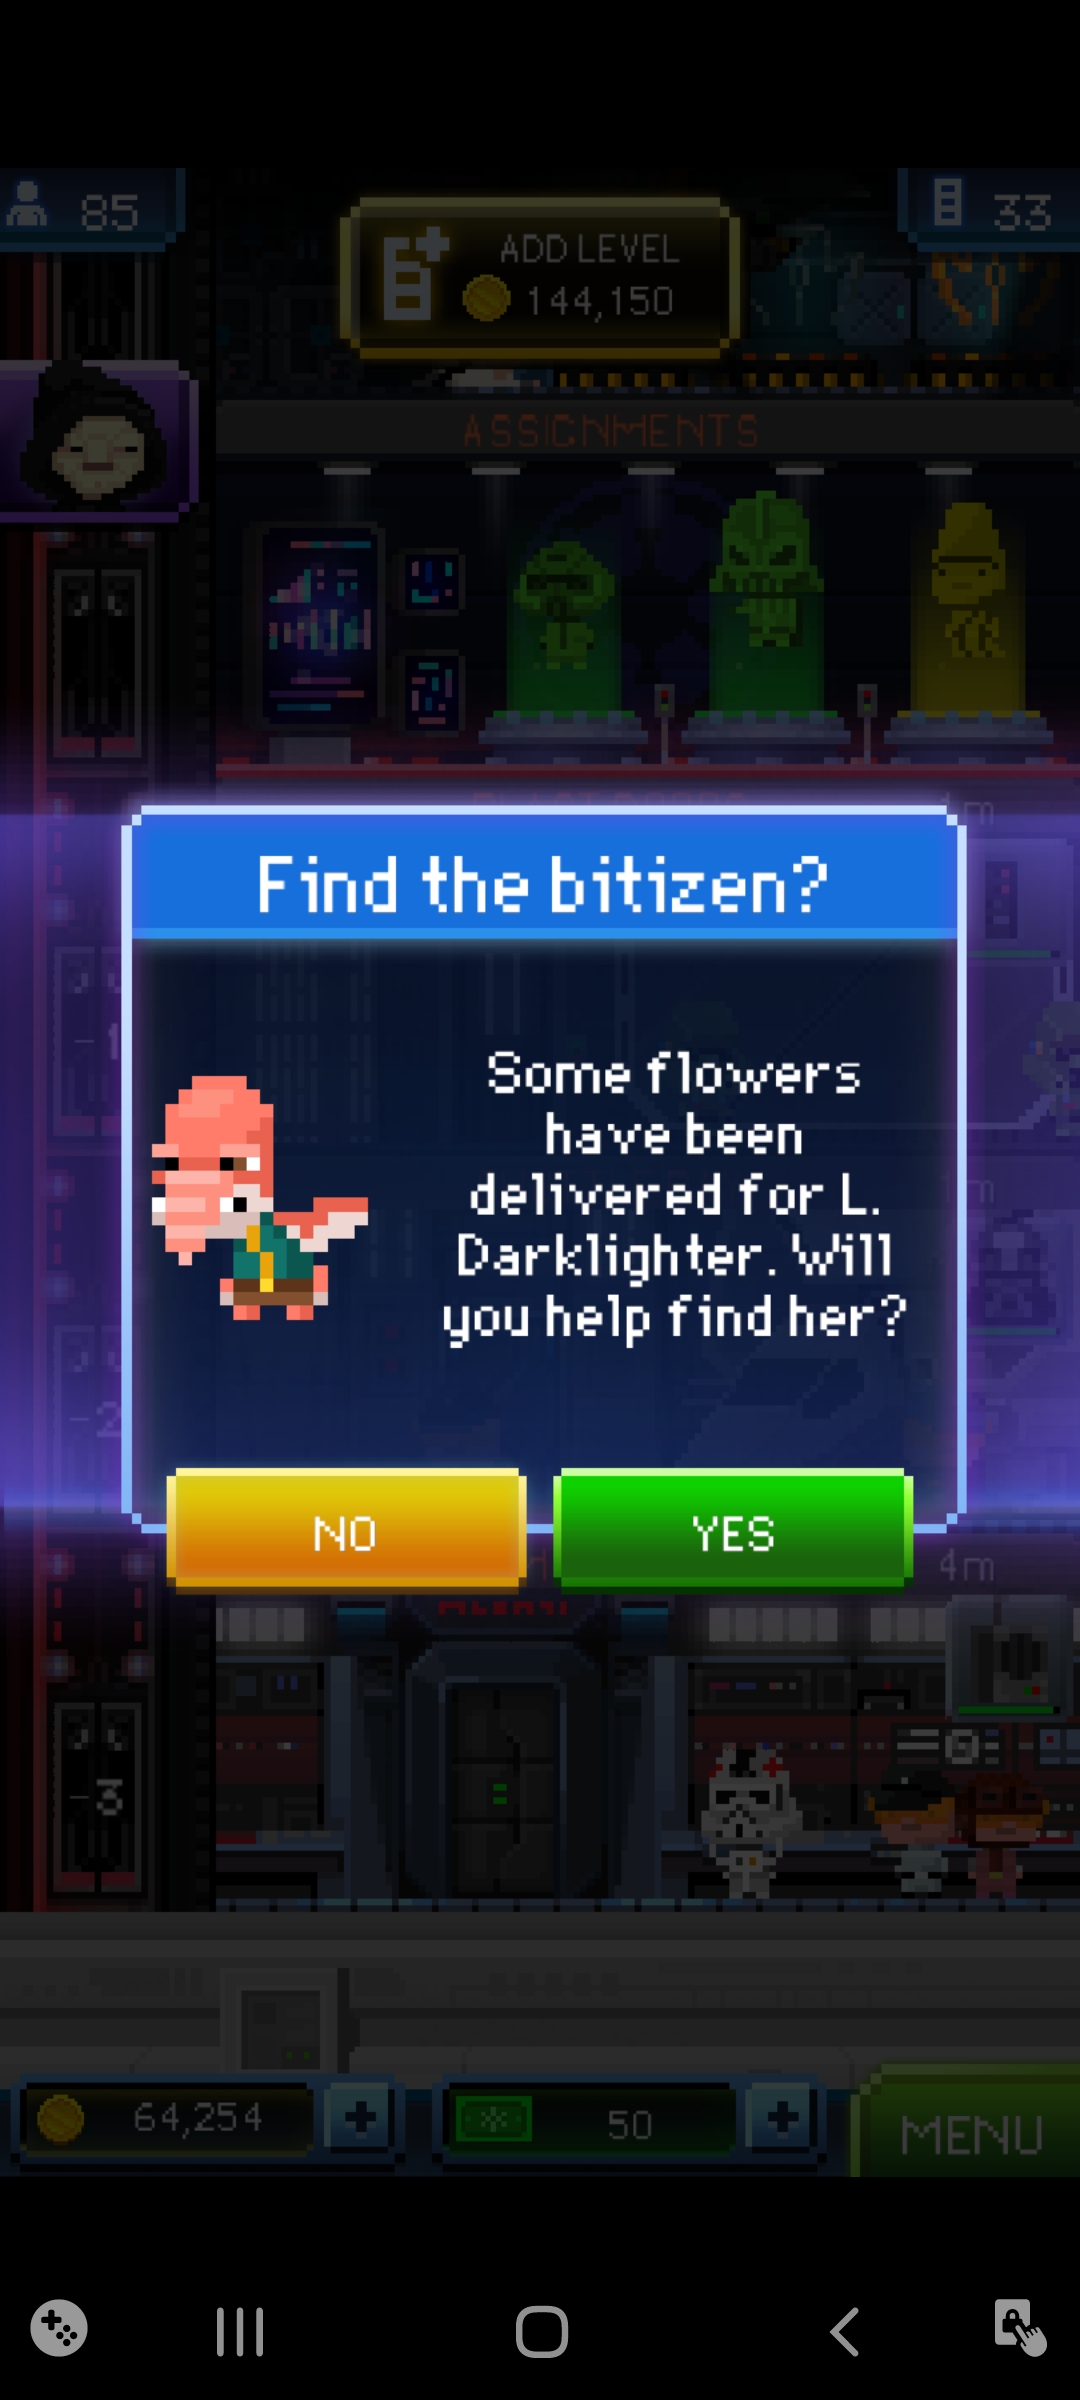 85
ADD LEVEL
144,150
33
ASSIGNMENTS
Find the bitizen?
Some flowers
have been
delivered for L.
Darklighter. Will
you help find her?
NO
YES
4m
-1
-2
-3
64,254
50
MENU